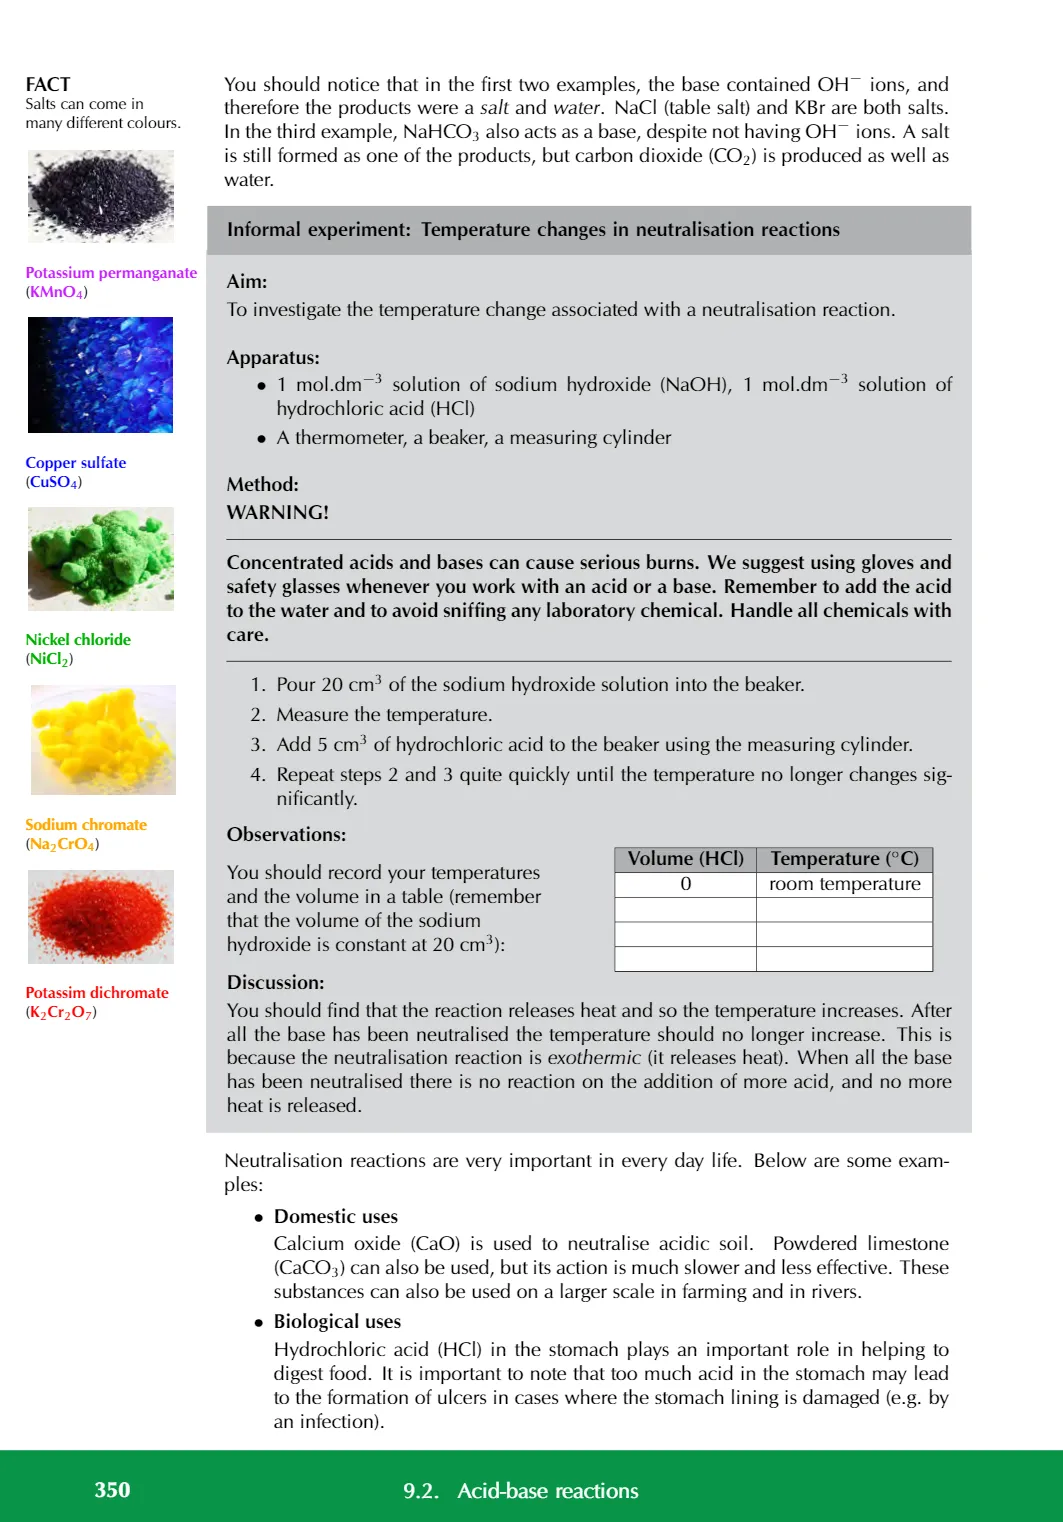 FACT
Salts can come in
many different colours.
Potassium permanganate
(KMnO₄)
Copper sulfate
(CuSO₄)
Nickel chloride
(NiCl₂)
Sodium chromate
(Na₂CrO₄)
Potassim dichromate
(K₂Cr₂O₇)
You should notice that in the first two examples, the base contained OH⁻ ions, and
therefore the products were a salt and water. NaCl (table salt) and KBr are both salts.
In the third example, NaHCO₃ also acts as a base, despite not having OH⁻ ions. A salt
is still formed as one of the products, but carbon dioxide (CO₂) is produced as well as
water.
Informal experiment: Temperature changes in neutralisation reactions
Aim:
To investigate the temperature change associated with a neutralisation reaction.
Apparatus:
• 1 mol.dm⁻³ solution of sodium hydroxide (NaOH), 1 mol.dm⁻³ solution of
hydrochloric acid (HCl)
• A thermometer, a beaker, a measuring cylinder
Method:
WARNING!
Concentrated acids and bases can cause serious burns. We suggest using gloves and
safety glasses whenever you work with an acid or a base. Remember to add the acid
to the water and to avoid sniffing any laboratory chemical. Handle all chemicals with
care.
1. Pour 20 cm³ of the sodium hydroxide solution into the beaker.
2. Measure the temperature.
3. Add 5 cm³ of hydrochloric acid to the beaker using the measuring cylinder.
4. Repeat steps 2 and 3 quite quickly until the temperature no longer changes sig-
nificantly.
Observations:
You should record your temperatures
and the volume in a table (remember
that the volume of the sodium
hydroxide is constant at 20 cm³):
Volume (HCl) Temperature (°C)
0 room temperature
Discussion:
You should find that the reaction releases heat and so the temperature increases. After
all the base has been neutralised the temperature should no longer increase. This is
because the neutralisation reaction is exothermic (it releases heat). When all the base
has been neutralised there is no reaction on the addition of more acid, and no more
heat is released.
Neutralisation reactions are very important in every day life. Below are some exam-
ples:
• Domestic uses
Calcium oxide (CaO) is used to neutralise acidic soil. Powdered limestone
(CaCO₃) can also be used, but its action is much slower and less effective. These
substances can also be used on a larger scale in farming and in rivers.
• Biological uses
Hydrochloric acid (HCl) in the stomach plays an important role in helping to
digest food. It is important to note that too much acid in the stomach may lead
to the formation of ulcers in cases where the stomach lining is damaged (e.g. by
an infection).
350 9.2. Acid-base reactions